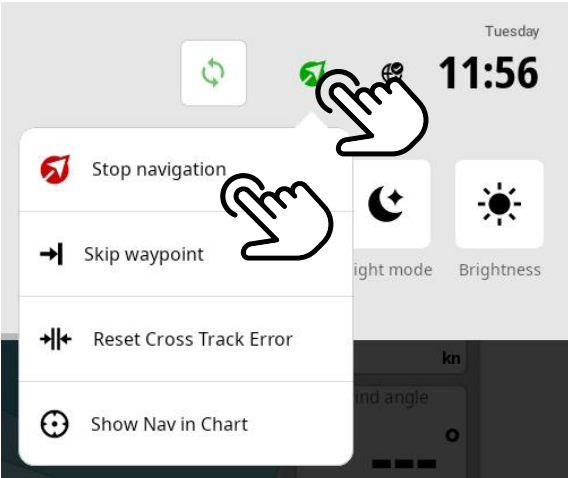 Tuesday
11:56
Stop navigation
Skip waypoint
ight mode
Brightness
Reset Cross Track Error
kn
ind angle
o
---
Show Nav in Chart